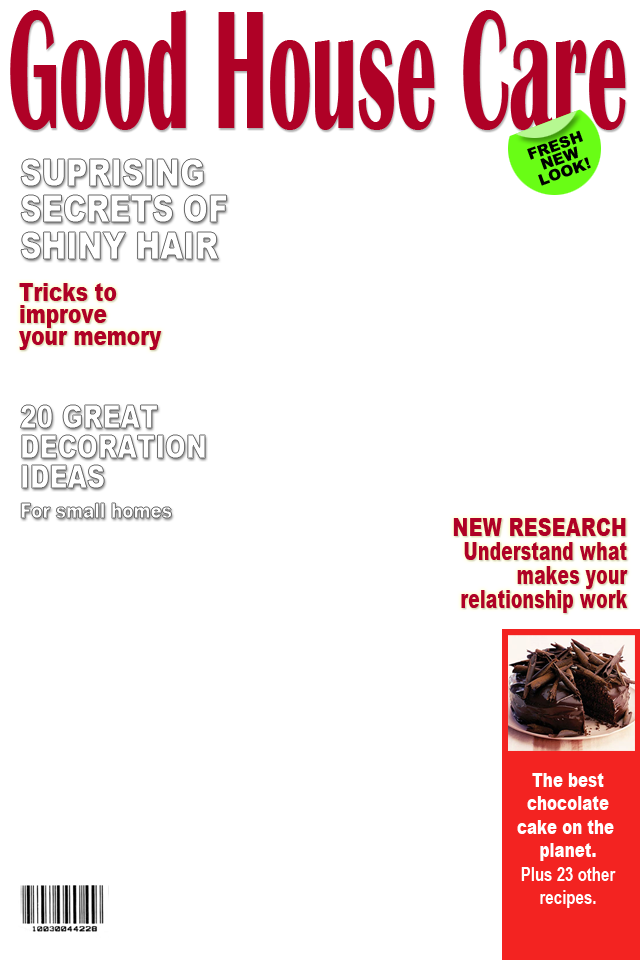 Good House Care
FRESH
NEW
LOOK!
SUPRISING
SECRETS OF
SHINY HAIR
Tricks to
improve
your memory
20 GREAT
DECORATION
IDEAS
For small homes
NEW RESEARCH
Understand what
makes your
relationship work
The best
chocolate
cake on the
planet.
Plus 23 other
recipes.
10030044228